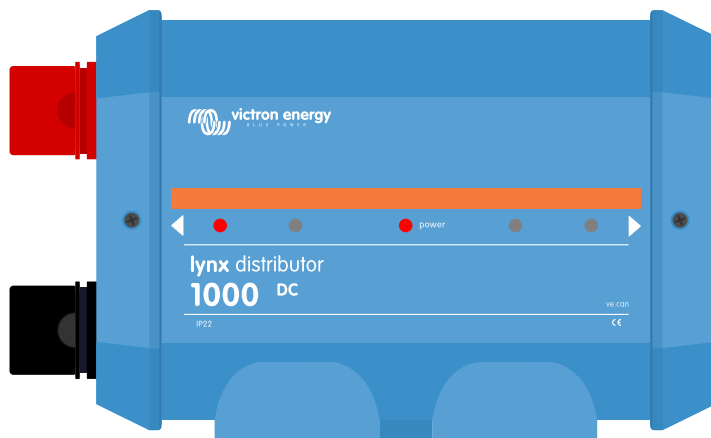 victron energy
BLUE POWER
power
lynx distributor
1000 DC
ve.can
IP22 CE